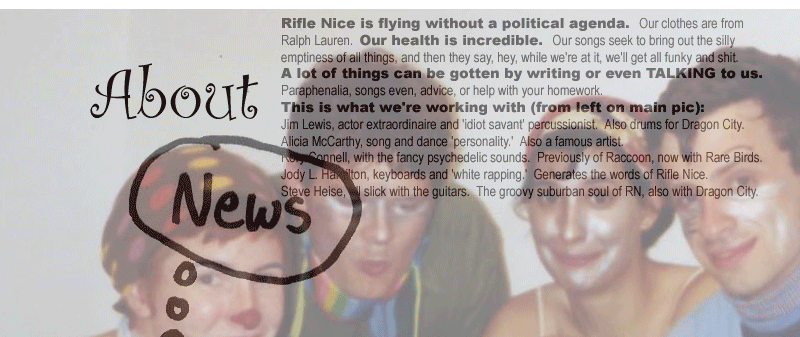 About
News
Rifle Nice is flying without a political agenda. Our clothes are from
Ralph Lauren. Our health is incredible. Our songs seek to bring out the silly
emptiness of all things, and then they say, hey, while we're at it, we'll get all funky and shit.
A lot of things can be gotten by writing or even TALKING to us.
Paraphenalia, songs even, advice, or help with your homework.
This is what we're working with (from left on main pic):
Jim Lewis, actor extraordinaire and 'idiot savant' percussionist. Also drums for Dragon City.
Alicia McCarthy, song and dance 'personality.' Also a famous artist.
Connell, with the fancy psychedelic sounds. Previously of Raccoon, now with Rare Birds.
Jody L. Hamilton, keyboards and 'white rapping.' Generates the words of Rifle Nice.
Steve Heise, slick with the guitars. The groovy suburban soul of RN, also with Dragon City.